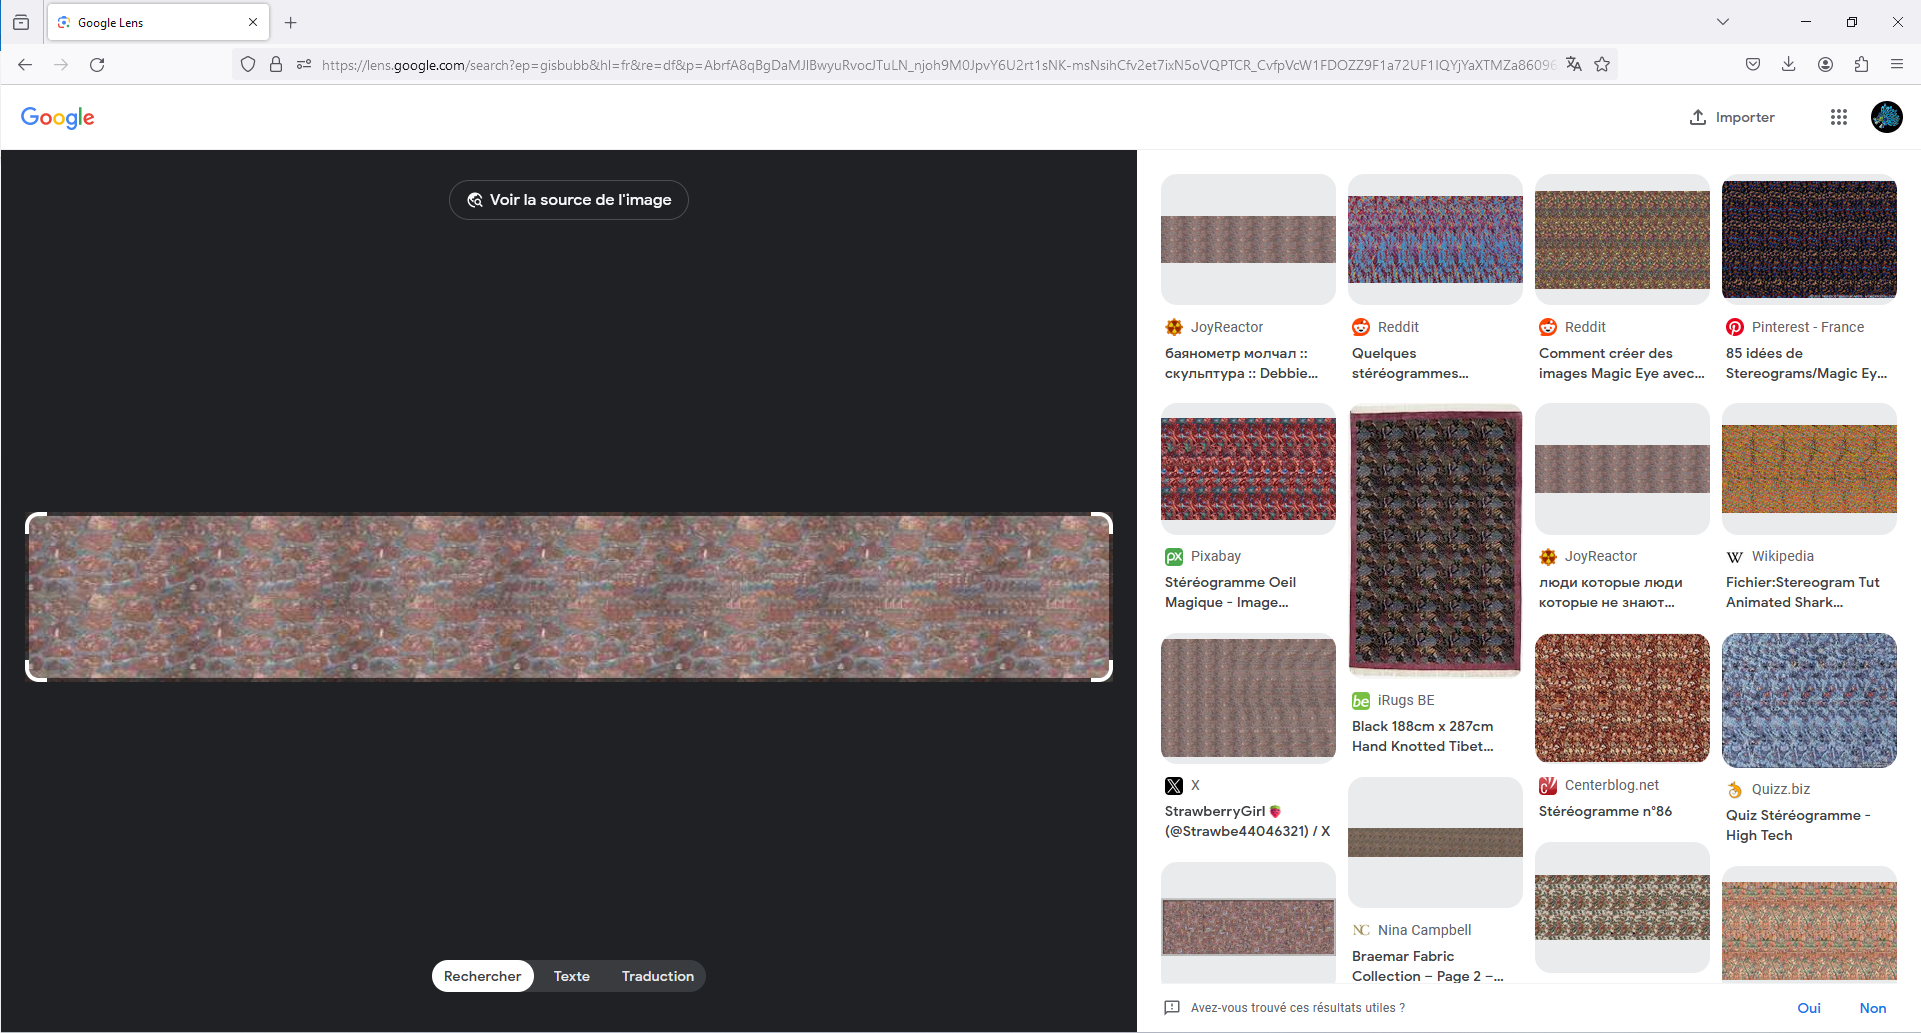 Google Lens
https://lens.google.com/search?ep=gisbubb&hl=fr&re=df&p=AbrfA8qBgDaMJlBwyuRvocJTuLN_njoh9M0JpvY6U2rt1sNK-msNsihCfv2et7ixN5oVQPTCR_CvfpVcW1FDOZZ9F1a72UF1IQYjYaXTMZa8609
Google
Importer
Voir la source de l'image
JoyReactor
баянометр молчал ::
скульптура :: Debbie...
Reddit
Quelques
stéréogrammes...
Reddit
Comment créer des
images Magic Eye avec...
Pinterest - France
85 idées de
Stereograms/Magic Ey...
px
Pixabay
Stéréogramme Oeil
Magique - Image...
be
iRugs BE
Black 188cm x 287cm
Hand Knotted Tibet...
JoyReactor
люди которые люди
которые не знают...
W
Wikipedia
Fichier:Stereogram Tut
Animated Shark...
X
StrawberryGirl 🍓
(@Strawbe44046321) / X
NC
Nina Campbell
Braemar Fabric
Collection – Page 2 –...
Centerblog.net
Stéréogramme n°86
Quizz.biz
Quiz Stéréogramme -
High Tech
Rechercher
Texte
Traduction
Avez-vous trouvé ces résultats utiles ?
Oui
Non